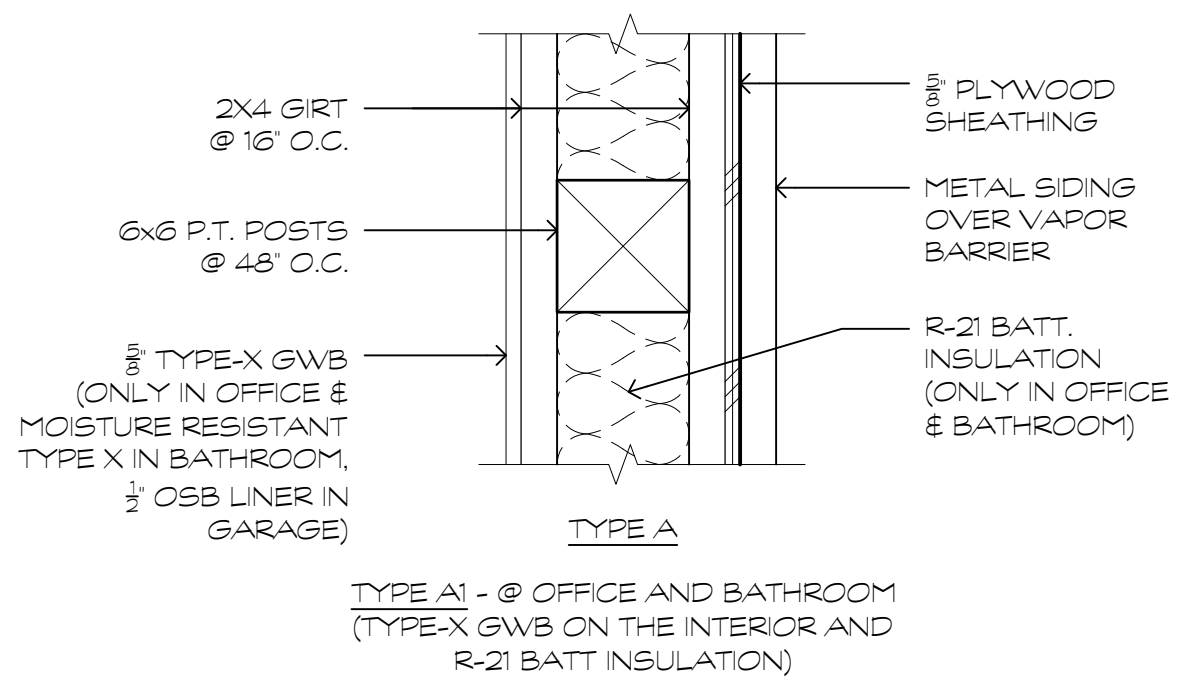 2X4 GIRT
@ 16" O.C.
6x6 P.T. POSTS
@ 48" O.C.
5/8" TYPE-X GWB
(ONLY IN OFFICE &
MOISTURE RESISTANT
TYPE X IN BATHROOM,
1/2" OSB LINER IN
GARAGE)
5/8" PLYWOOD
SHEATHING
METAL SIDING
OVER VAPOR
BARRIER
R-21 BATT.
INSULATION
(ONLY IN OFFICE
& BATHROOM)
TYPE A
TYPE A1 - @ OFFICE AND BATHROOM
(TYPE-X GWB ON THE INTERIOR AND
R-21 BATT INSULATION)